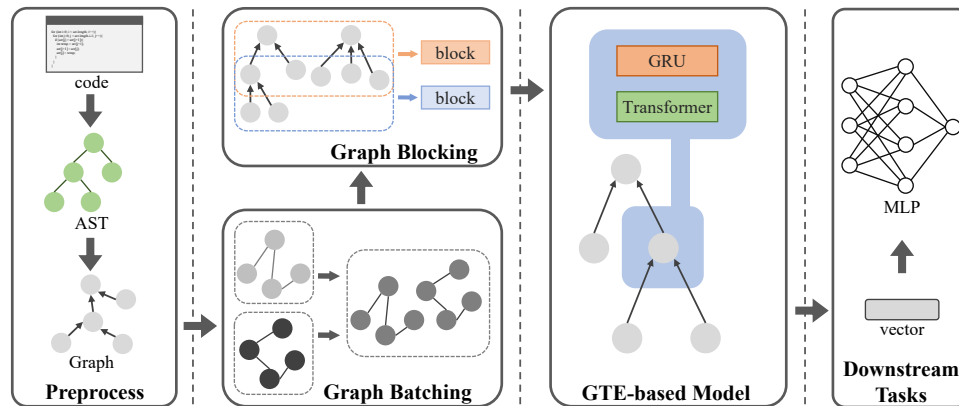 code
AST
Graph
Preprocess
block
block
Graph Blocking
Graph Batching
GRU
Transformer
GTE-based Model
MLP
vector
Downstream
Tasks